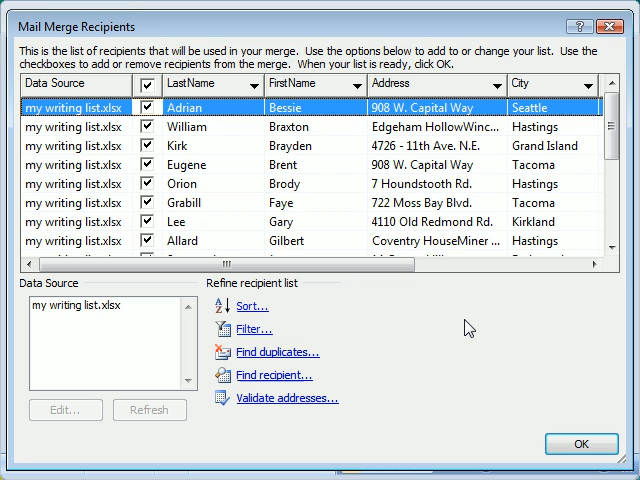 Mail Merge Recipients
This is the list of recipients that will be used in your merge. Use the options below to add to or change your list. Use the
checkboxes to add or remove recipients from the merge. When your list is ready, click OK.
Data Source LastName FirstName Address City
my writing list.xlsx Adrian Bessie 908 W. Capital Way Seattle
my writing list.xlsx William Braxton Edgeham HollowWinc... Hastings
my writing list.xlsx Kirk Brayden 4726 - 11th Ave. N.E. Grand Island
my writing list.xlsx Eugene Brent 908 W. Capital Way Tacoma
my writing list.xlsx Orion Brody 7 Houndstooth Rd. Hastings
my writing list.xlsx Grabill Faye 722 Moss Bay Blvd. Tacoma
my writing list.xlsx Lee Gary 4110 Old Redmond Rd. Kirkland
my writing list.xlsx Allard Gilbert Coventry HouseMiner ... Hastings
Data Source Refine recipient list
my writing list.xlsx
Sort...
Filter...
Find duplicates...
Find recipient...
Validate addresses...
Edit... Refresh
OK